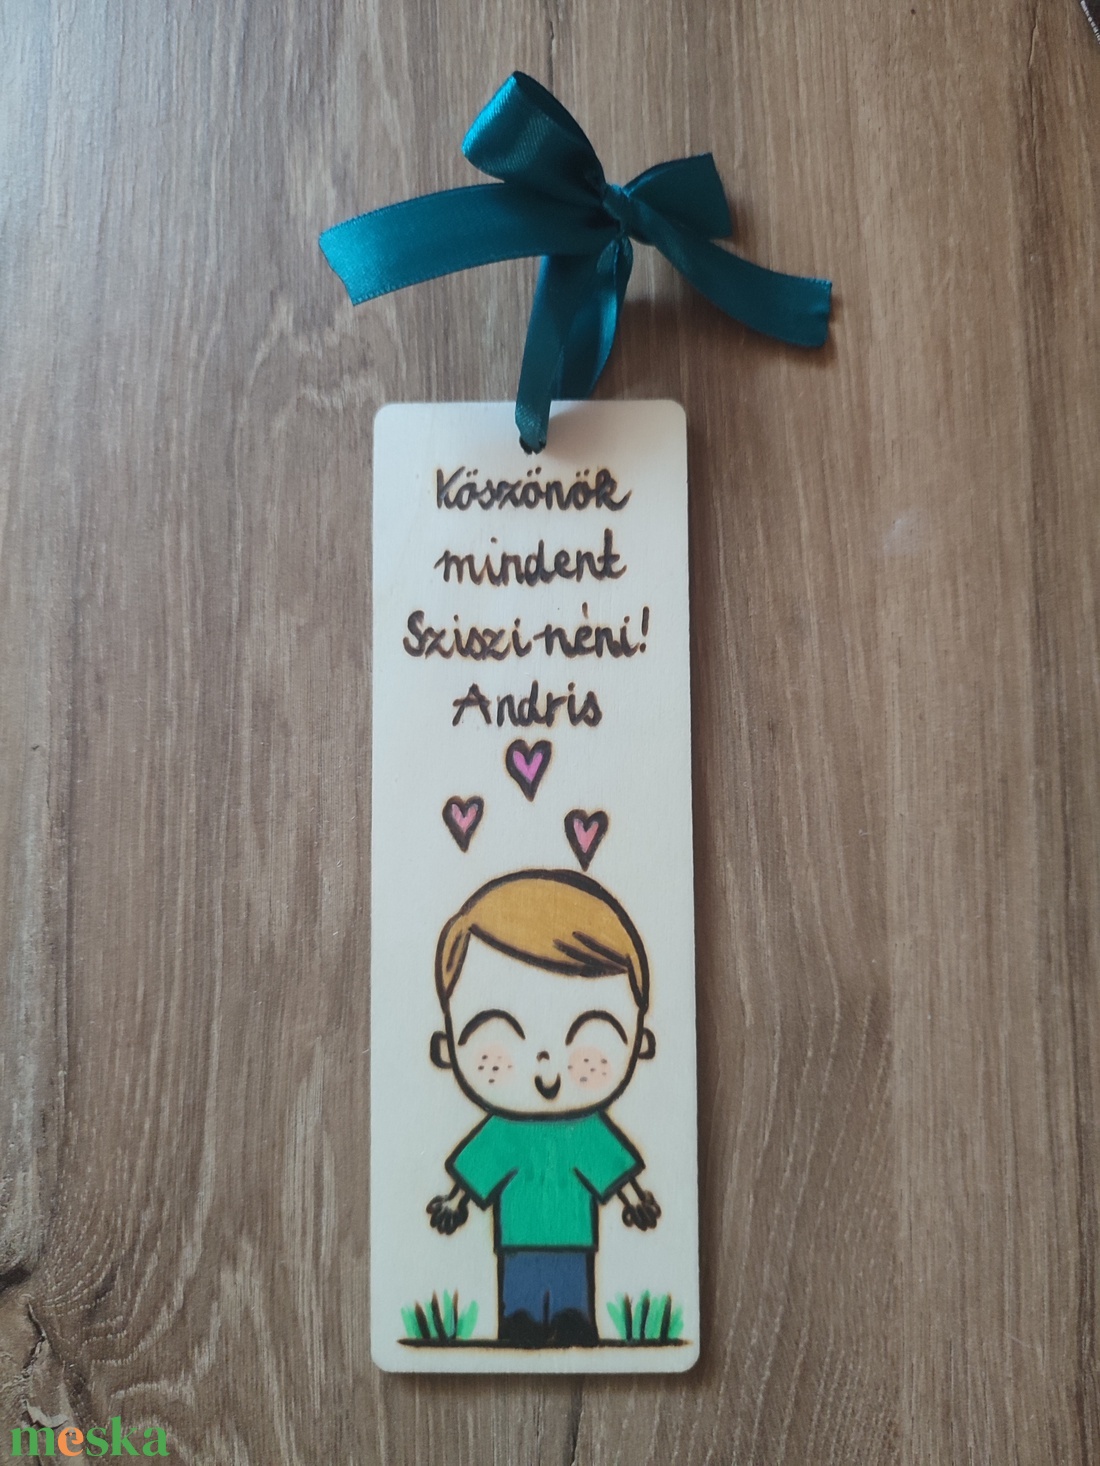 Köszönök
mindent
Sziszi néni!
Andris
meska